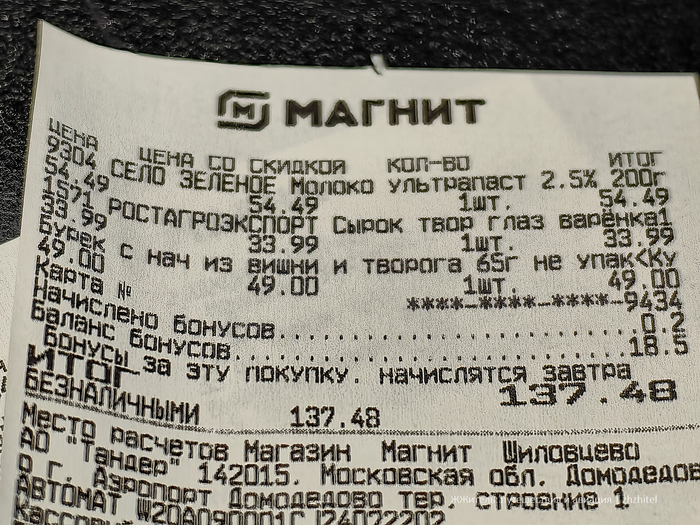 МАГНИТ
ЦЕНА ЦЕНА СО СКИДКОЙ КОЛ-ВО ИТОГ
9304 СЕЛО ЗЕЛЕНОЕ Молоко ультрапаст 2.5% 200г
54.49 54.49 1шт. 54.49
1571 РОСТАГРОЭКСПОРТ Сырок твор глаз варёнка1
33.99 33.99 1шт. 33.99
Бурек с нач из вишни и творога 65г не упак<Ку
49.00 49.00 1шт. 49.00
Карта № ****-****-****-9434
Начислено бонусов 0.2
Баланс бонусов 18.5
Бонусы за эту покупку. начислятся завтра
ИТОГ 137.48
БЕЗНАЛИЧНЫМИ 137.48
Место расчетов Магазин Магнит Шиловцево
АО "Тандер" 142015. Московская обл. Домодедов
о г. Аэропорт Домодедово тер. строение 1
АВТОМАТ